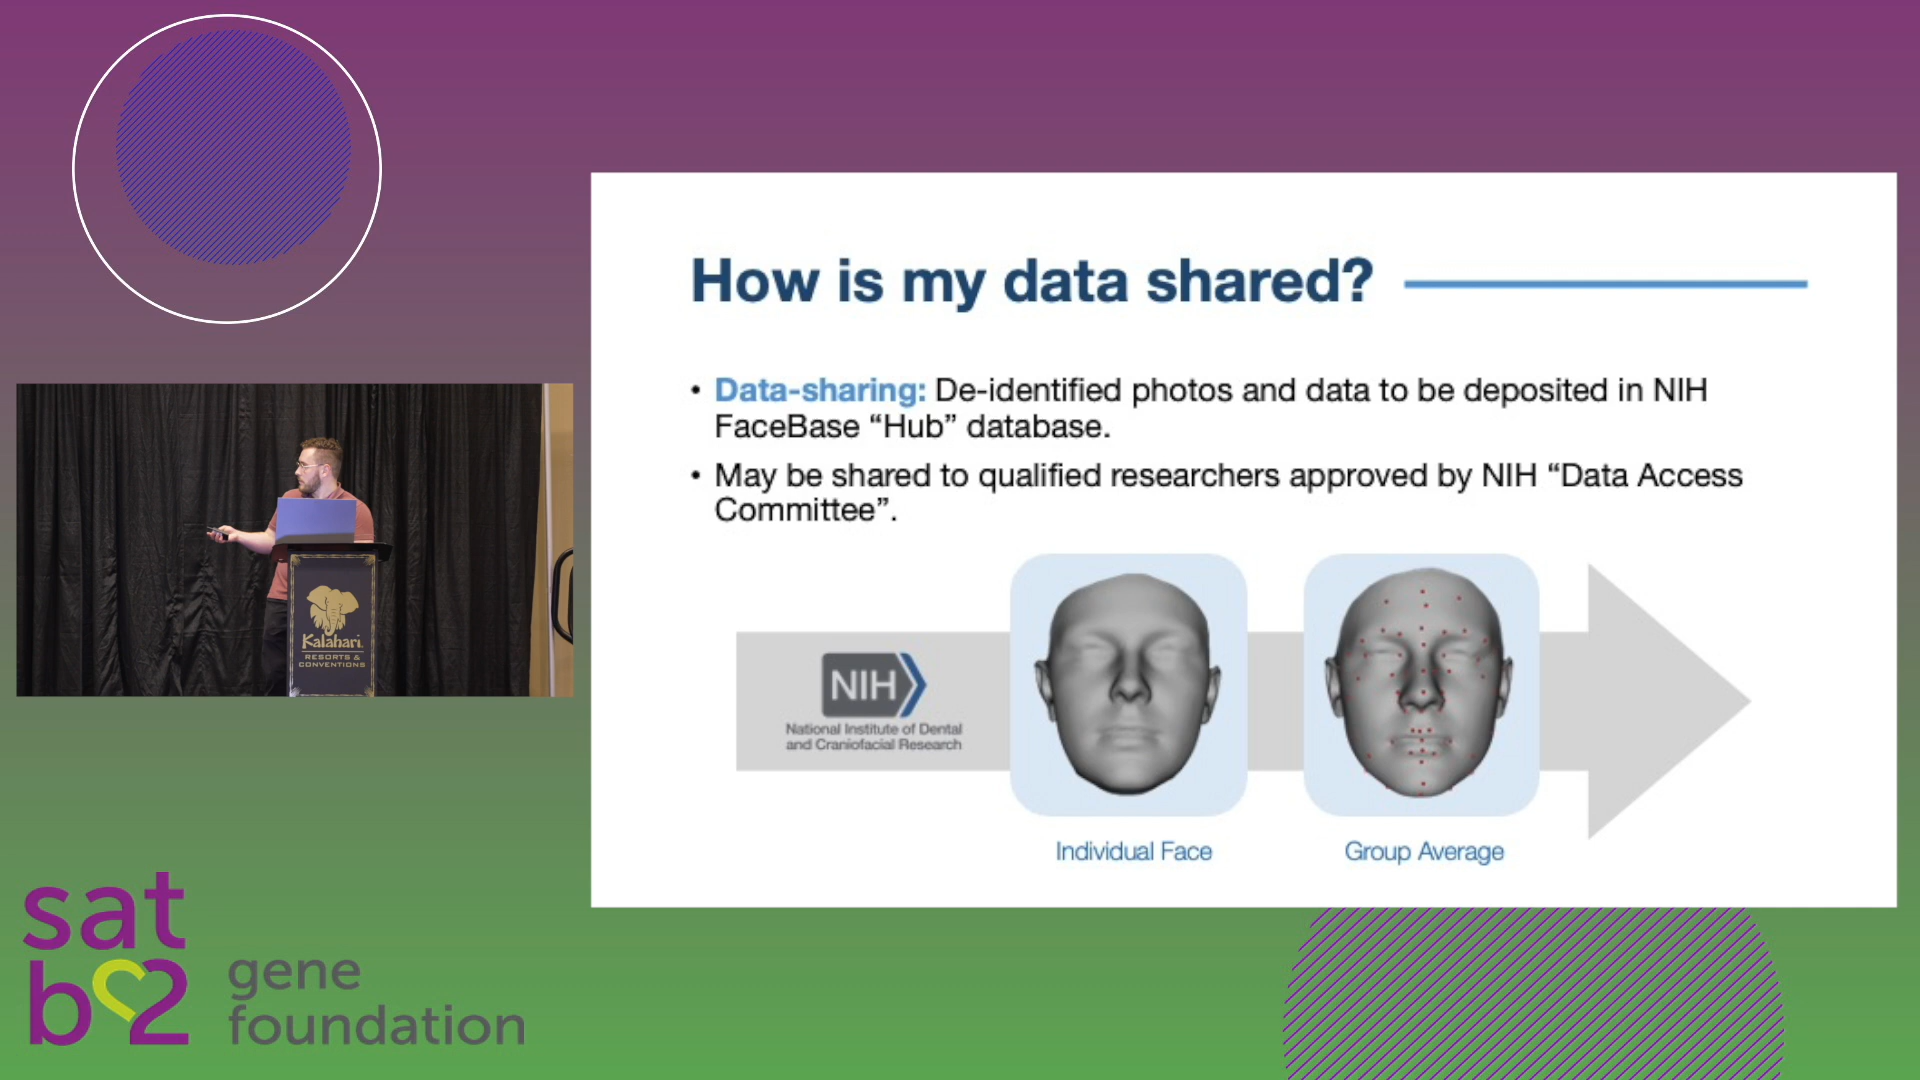 How is my data shared?
• Data-sharing: De-identified photos and data to be deposited in NIH
FaceBase “Hub” database.
• May be shared to qualified researchers approved by NIH “Data Access
Committee”.
NIH
National Institute of Dental
and Craniofacial Research
Individual Face
Group Average
Kalahari
RESORTS &
CONVENTIONS
sat
b2
gene
foundation